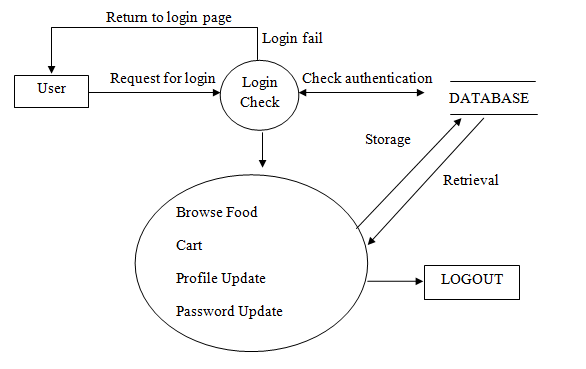 Return to login page
Login fail
User
Request for login
Login
Check
Check authentication
DATABASE
Storage
Retrieval
Browse Food
Cart
Profile Update
Password Update
LOGOUT